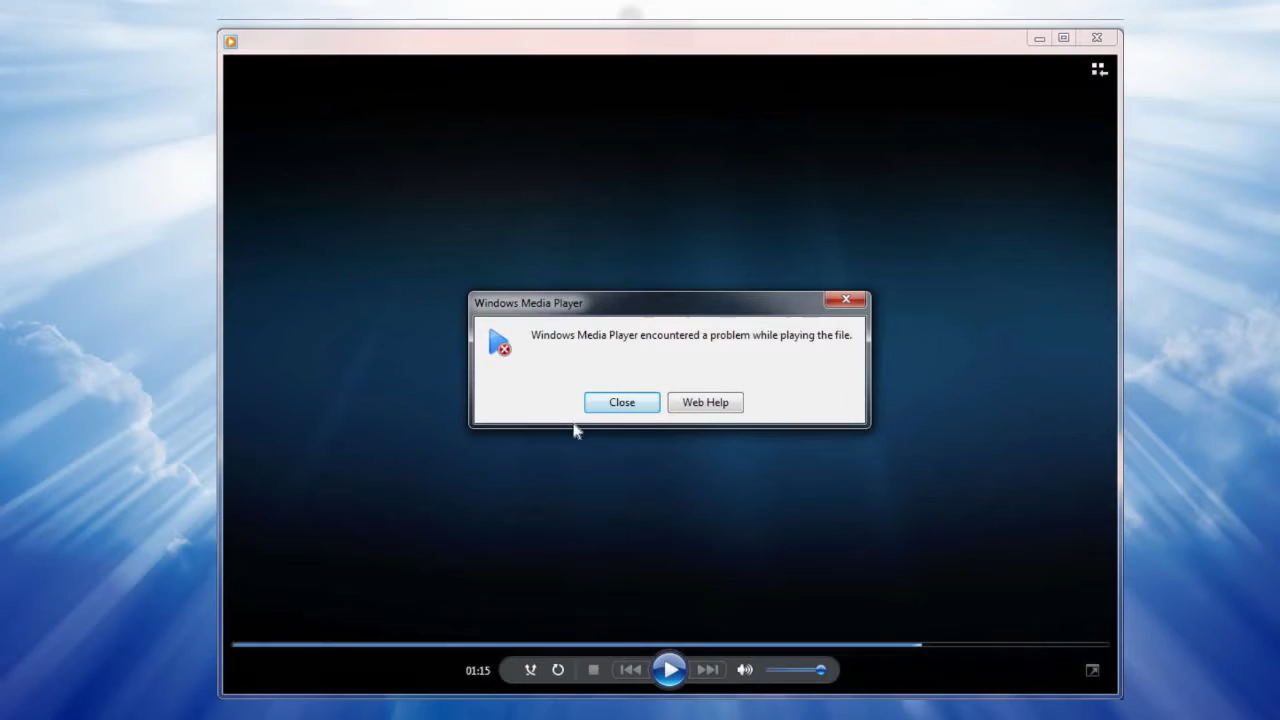 Windows Media Player
Windows Media Player encountered a problem while playing the file.
Close
Web Help
01:15